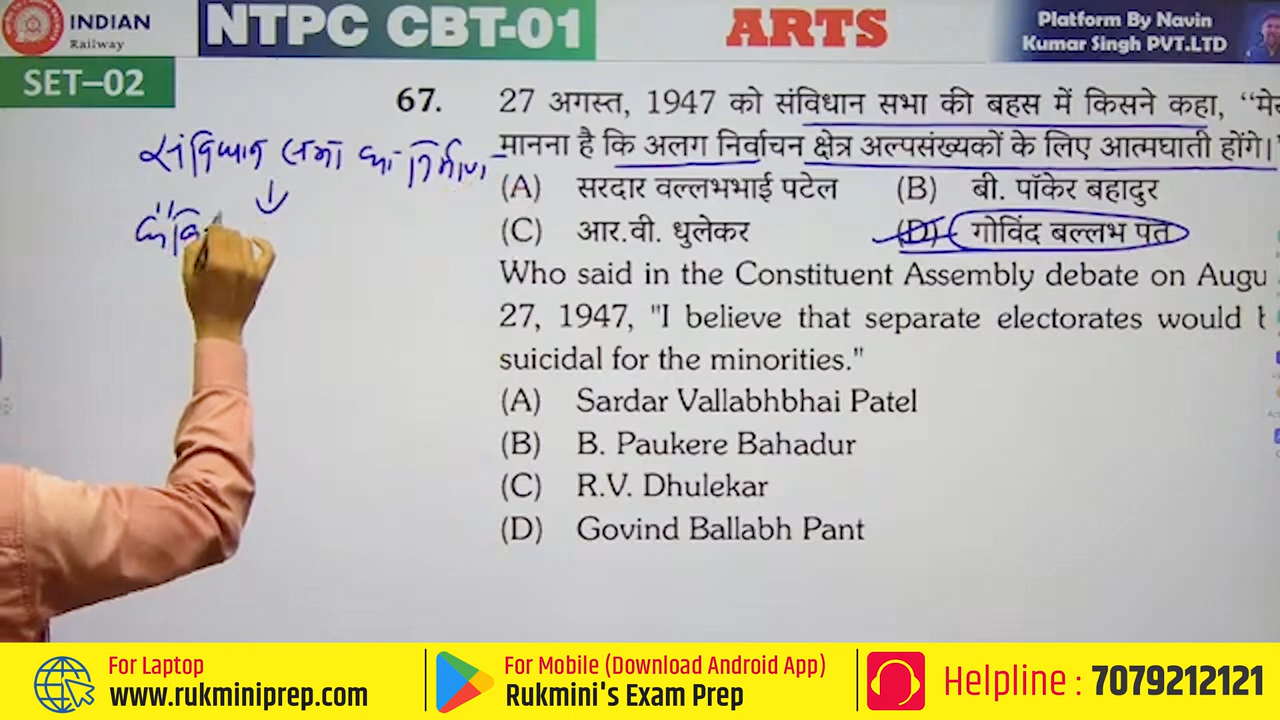 INDIAN
Railway
NTPC CBT-01
ARTS
Platform By Navin
Kumar Singh PVT.LTD
SET–02
67. 27 अगस्त, 1947 को संविधान सभा की बहस में किसने कहा, ‘‘मे
मानना है कि अलग निर्वाचन क्षेत्र अल्पसंख्यकों के लिए आत्मघाती होंगे।
(A) सरदार वल्लभभाई पटेल (B) बी. पॉकेर बहादुर
(C) आर.वी. धुलेकर (D) गोविंद बल्लभ पंत
संविधान सभा का निर्माण
Who said in the Constituent Assembly debate on Augu
27, 1947, "I believe that separate electorates would
suicidal for the minorities."
(A) Sardar Vallabhbhai Patel
(B) B. Paukere Bahadur
(C) R.V. Dhulekar
(D) Govind Ballabh Pant
For Laptop
www.rukminiprep.com
For Mobile (Download Android App)
Rukmini's Exam Prep
Helpline : 7079212121